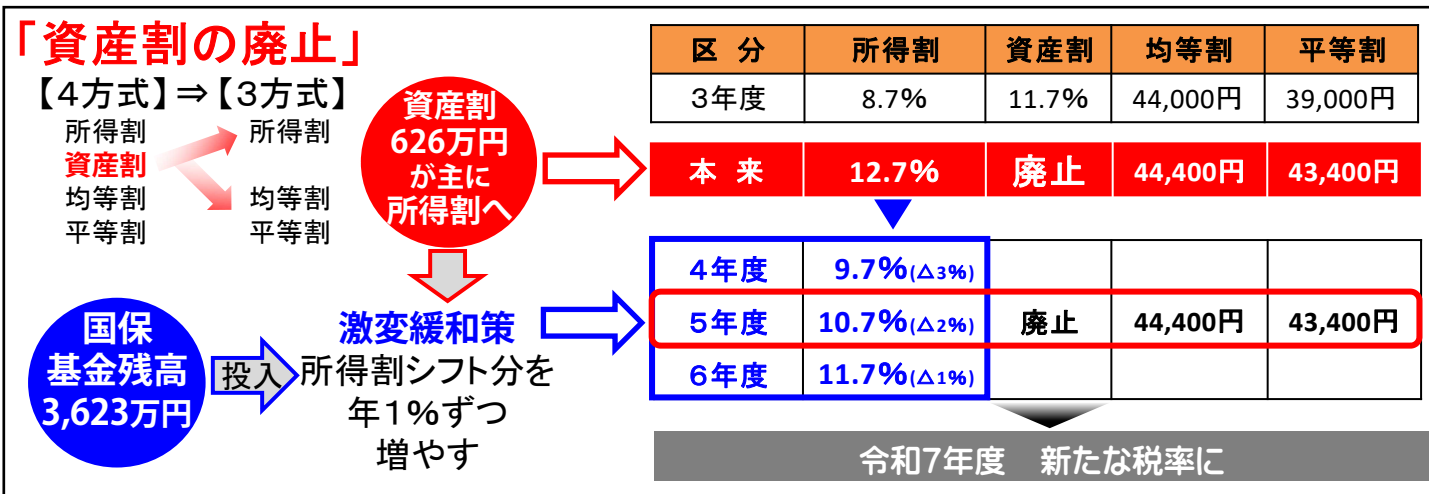 「資産割の廃止」
【４方式】⇒【３方式】
所得割 所得割
資産割
均等割 均等割
平等割 平等割
資産割
626万円
が主に
所得割へ
国保
基金残高
3,623万円
投入
激変緩和策
所得割シフト分を
年１％ずつ
増やす
区 分 所得割 資産割 均等割 平等割
３年度 8.7% 11.7% 44,000円 39,000円
本 来 12.7% 廃止 44,400円 43,400円
４年度 9.7%(△3%)
５年度 10.7%(△2%) 廃止 44,400円 43,400円
６年度 11.7%(△1%)
令和7年度 新たな税率に